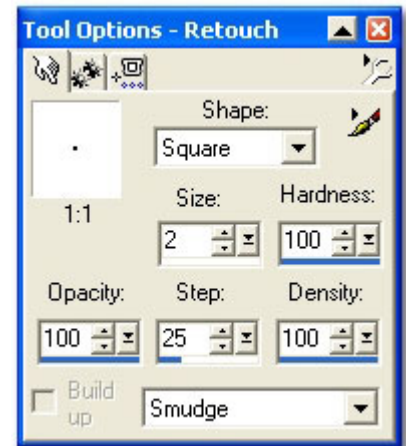 Tool Options - Retouch
Shape:
Square
1:1
Size: Hardness:
2 100
Opacity: Step: Density:
100 25 100
Build
up
Smudge